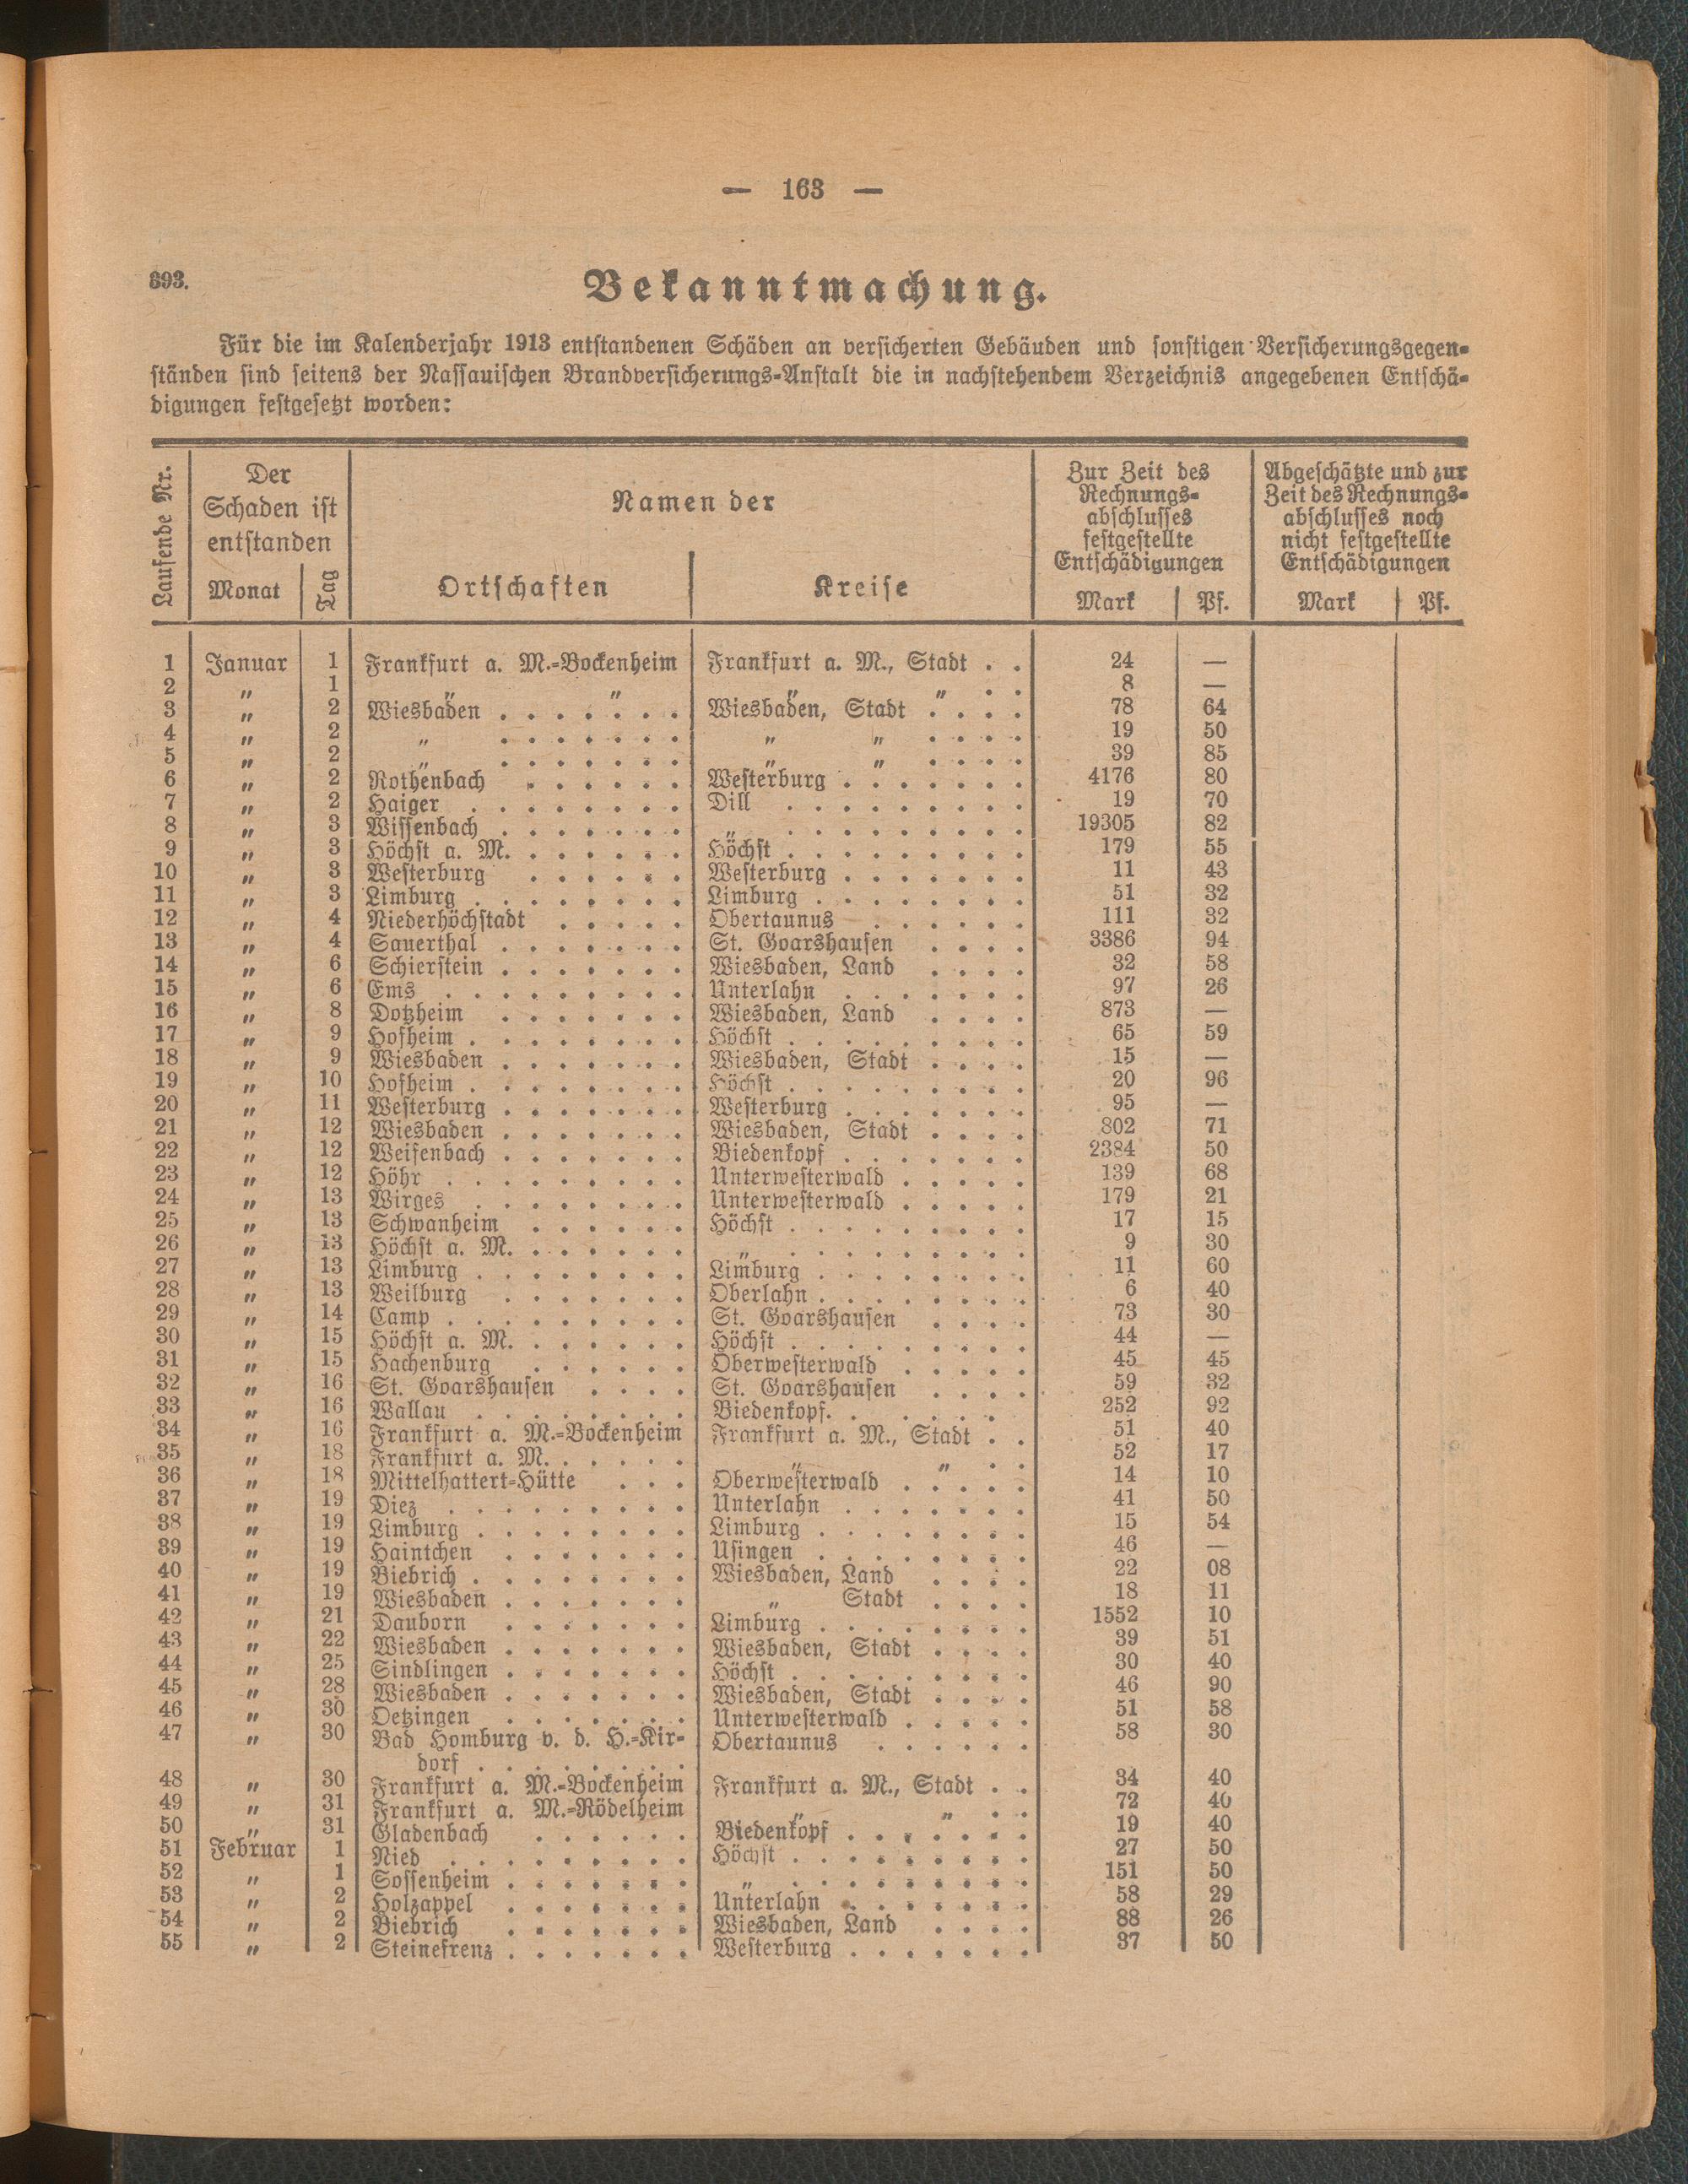 — 163 —
893.
Bekanntmachung.
Für die im Kalenderjahr 1913 entstandenen Schäden an versicherten Gebäuden und sonstigen Versicherungsgegen-
ständen sind seitens der Nassauischen Brandversicherungs-Anstalt die in nachstehendem Verzeichnis angegebenen Entschä-
digungen festgesetzt worden:
Laufende Nr.
Der
Schaden ist
entstanden
Monat
Tag
Namen der
Ortschaften
Kreise
Zur Zeit des
Rechnungs-
abschlusses
festgestellte
Entschädigungen
Mark Pf.
Abgeschätzte und zur
Zeit des Rechnungs-
abschlusses noch
nicht festgestellte
Entschädigungen
Mark Pf.
1 Januar 1 Frankfurt a. M.-Bockenheim Frankfurt a. M., Stadt . . 24 —
2 „ 1 „ „ „ „ . . 8 —
3 „ 2 Wiesbaden . . . . . . . Wiesbaden, Stadt . . . . 78 64
4 „ 2 „ . . . . . . . „ „ . . . . 19 50
5 „ 2 „ . . . . . . . „ „ . . . . 39 85
6 „ 2 Rothenbach . . . . . . Westerburg . . . . . . . 4176 80
7 „ 2 Haiger . . . . . . . . Dill . . . . . . . . . 19 70
8 „ 3 Wissenbach . . . . . . . „ . . . . . . . . . 19305 82
9 „ 3 Höchst a. M. . . . . . . Höchst . . . . . . . . . 179 55
10 „ 3 Westerburg . . . . . . Westerburg . . . . . . . 11 43
11 „ 3 Limburg . . . . . . . . Limburg . . . . . . . . 51 32
12 „ 4 Niederhöchstadt . . . . . Obertaunus . . . . . . 111 32
13 „ 4 Sauerthal . . . . . . . St. Goarshausen . . . . 3386 94
14 „ 6 Schierstein . . . . . . . Wiesbaden, Land . . . . 32 58
15 „ 6 Ems . . . . . . . . . Unterlahn . . . . . . . 97 26
16 „ 8 Dotzheim . . . . . . . Wiesbaden, Land . . . . 873 —
17 „ 9 Hofheim . . . . . . . . Höchst . . . . . . . . . 65 59
18 „ 9 Wiesbaden . . . . . . . Wiesbaden, Stadt . . . . 15 —
19 „ 10 Hofheim . . . . . . . . Höchst . . . . . . . . . 20 96
20 „ 11 Westerburg . . . . . . . Westerburg . . . . . . . 95 —
21 „ 12 Wiesbaden . . . . . . . Wiesbaden, Stadt . . . . 802 71
22 „ 12 Weifenbach . . . . . . . Biedenkopf . . . . . . . 2384 50
23 „ 12 Höhr . . . . . . . . . Unterwesterwald . . . . . 139 68
24 „ 13 Wirges . . . . . . . . Unterwesterwald . . . . . 179 21
25 „ 13 Schwanheim . . . . . . Höchst . . . . . . . . . 17 15
26 „ 13 Höchst a. M. . . . . . . „ . . . . . . . . . 9 30
27 „ 13 Limburg . . . . . . . . Limburg . . . . . . . . 11 60
28 „ 13 Weilburg . . . . . . . Oberlahn . . . . . . . . 6 40
29 „ 14 Camp . . . . . . . . . St. Goarshausen . . . . 73 30
30 „ 15 Höchst a. M. . . . . . . Höchst . . . . . . . . . 44 —
31 „ 15 Hachenburg . . . . . . Oberwesterwald . . . . . 45 45
32 „ 16 St. Goarshausen . . . . St. Goarshausen . . . . 59 32
33 „ 16 Wallau . . . . . . . . Biedenkopf. . . . . . . 252 92
34 „ 16 Frankfurt a. M.-Bockenheim Frankfurt a. M., Stadt . . 51 40
35 „ 18 Frankfurt a. M. . . . . . „ „ . . 52 17
36 „ 18 Mittelhattert-Hütte . . . Oberwesterwald . . . . . 14 10
37 „ 19 Diez . . . . . . . . . Unterlahn . . . . . . . 41 50
38 „ 19 Limburg . . . . . . . . Limburg . . . . . . . . 15 54
39 „ 19 Haintchen . . . . . . . Usingen . . . . . . . . 46 —
40 „ 19 Biebrich . . . . . . . . Wiesbaden, Land . . . . 22 08
41 „ 19 Wiesbaden . . . . . . . „ Stadt . . . . 18 11
42 „ 21 Dauborn . . . . . . . Limburg . . . . . . . . 1552 10
43 „ 22 Wiesbaden . . . . . . . Wiesbaden, Stadt . . . . 39 51
44 „ 25 Sindlingen . . . . . . . Höchst . . . . . . . . . 30 40
45 „ 28 Wiesbaden . . . . . . . Wiesbaden, Stadt . . . . 46 90
46 „ 30 Oetzingen . . . . . . . Unterwesterwald . . . . . 51 58
47 „ 30 Bad Homburg v. d. H.-Kir- Obertaunus . . . . . . 58 30
dorf . . . . . . . .
48 „ 30 Frankfurt a. M.-Bockenheim Frankfurt a. M., Stadt . . 34 40
49 „ 31 Frankfurt a. M.-Rödelheim „ „ . . 72 40
50 „ 31 Gladenbach . . . . . . Biedenkopf . . . . . . . 19 40
51 Februar 1 Nied . . . . . . . . . Höchst . . . . . . . . . 27 50
52 „ 1 Sossenheim . . . . . . . „ . . . . . . . . . 151 50
53 „ 2 Holzappel . . . . . . . Unterlahn . . . . . . . 58 29
54 „ 2 Biebrich . . . . . . . Wiesbaden, Land . . . . 88 26
55 „ 2 Steinefrenz . . . . . . . Westerburg . . . . . . . 37 50